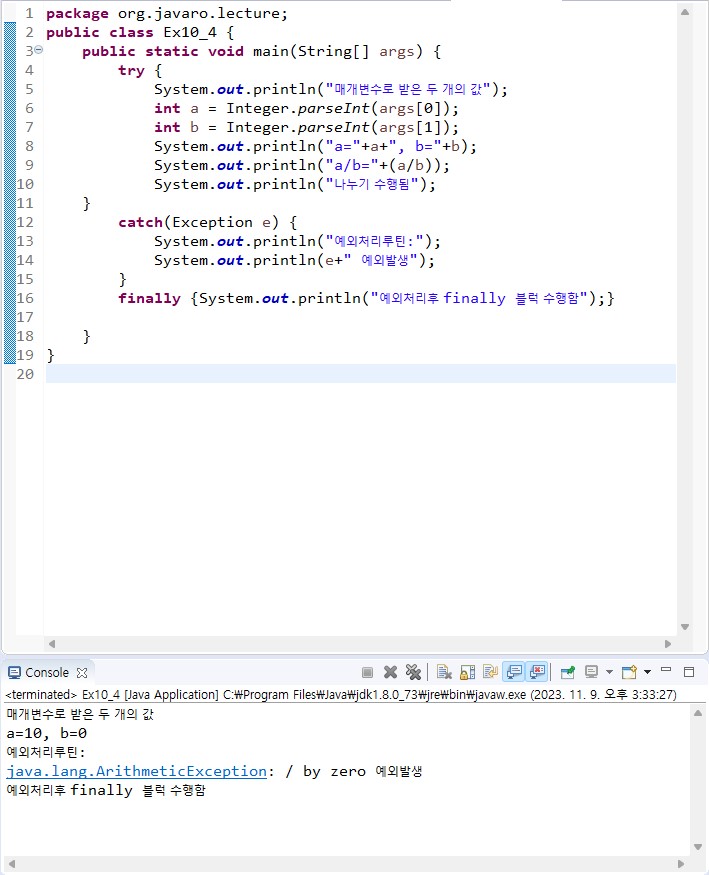 1 package org.javaro.lecture;
2 public class Ex10_4 {
3 public static void main(String[] args) {
4 try {
5 System.out.println("매개변수로 받은 두 개의 값");
6 int a = Integer.parseInt(args[0]);
7 int b = Integer.parseInt(args[1]);
8 System.out.println("a="+a+", b="+b);
9 System.out.println("a/b="+(a/b));
10 System.out.println("나누기 수행됨");
11 }
12 catch(Exception e) {
13 System.out.println("예외처리루틴:");
14 System.out.println(e+" 예외발생");
15 }
16 finally {System.out.println("예외처리후 finally 블럭 수행함");}
17
18 }
19 }
20
Console
<terminated> Ex10_4 [Java Application] C:₩Program Files₩Java₩jdk1.8.0_73₩jre₩bin₩javaw.exe (2023. 11. 9. 오후 3:33:27)
매개변수로 받은 두 개의 값
a=10, b=0
예외처리루틴:
java.lang.ArithmeticException: / by zero 예외발생
예외처리후 finally 블럭 수행함